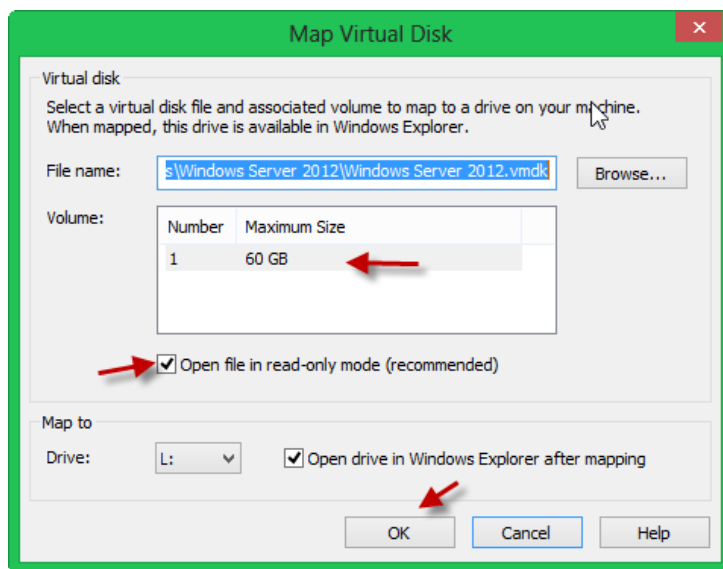 Map Virtual Disk
Virtual disk
Select a virtual disk file and associated volume to map to a drive on your machine.
When mapped, this drive is available in Windows Explorer.
File name:
s\Windows Server 2012\Windows Server 2012.vmdk
Browse...
Volume:
Number Maximum Size
1 60 GB
Open file in read-only mode (recommended)
Map to
Drive:
L:
Open drive in Windows Explorer after mapping
OK
Cancel
Help